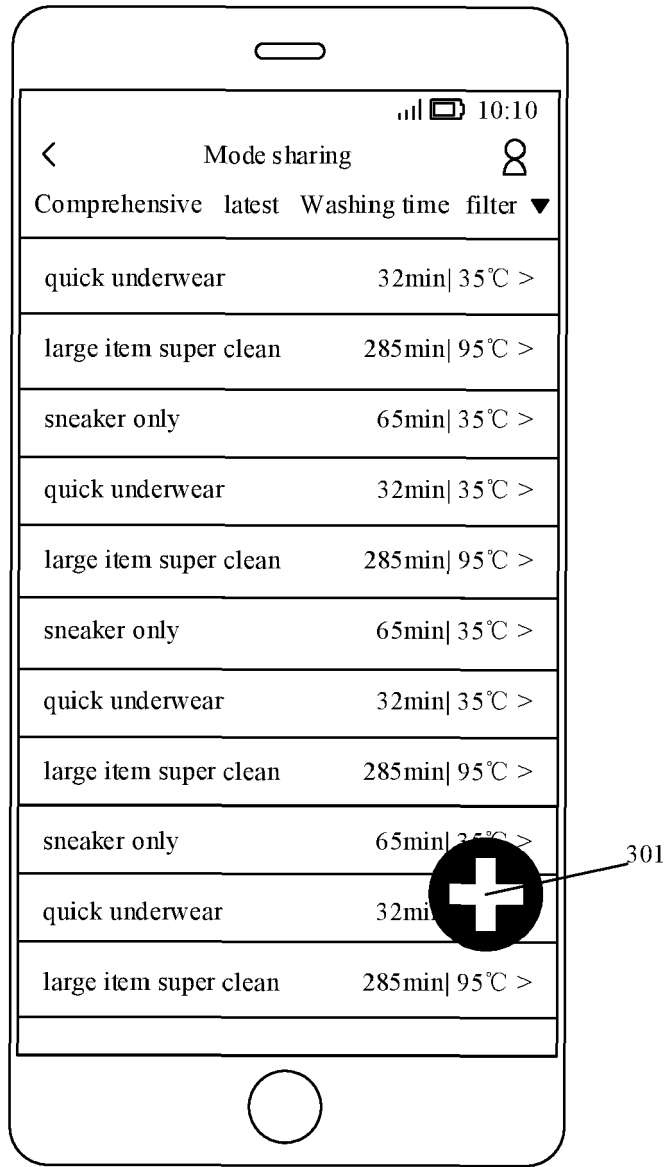 10:10
Mode sharing
Comprehensive latest Washing time filter
quick underwear 32min| 35℃ >
large item super clean 285min| 95℃ >
sneaker only 65min| 35℃ >
quick underwear 32min| 35℃ >
large item super clean 285min| 95℃ >
sneaker only 65min| 35℃ >
quick underwear 32min| 35℃ >
large item super clean 285min| 95℃ >
sneaker only 65min| >
301
quick underwear
large item super clean 285min| 95℃ >